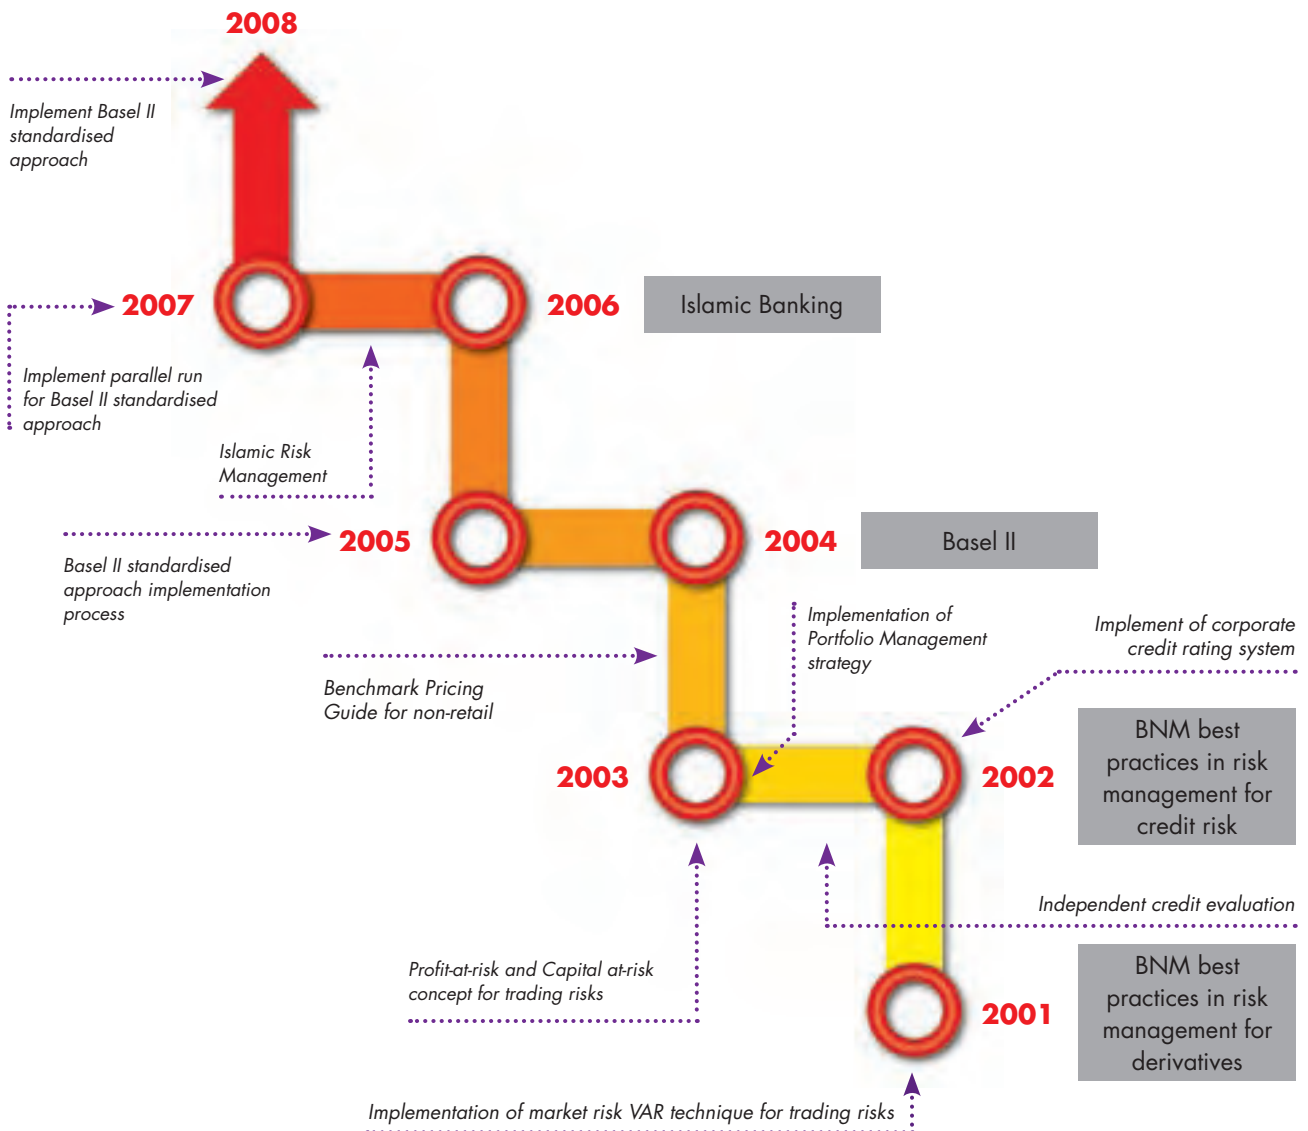 2008
Implement Basel II
standardised
approach
2007
2006
Islamic Banking
Implement parallel run
for Basel II standardised
approach
Islamic Risk
Management
2005
2004
Basel II
Basel II standardised
approach implementation
process
Implementation of
Portfolio Management
strategy
Implement of corporate
credit rating system
Benchmark Pricing
Guide for non-retail
2003
2002
BNM best
practices in risk
management for
credit risk
Independent credit evaluation
Profit-at-risk and Capital at-risk
concept for trading risks
2001
BNM best
practices in risk
management for
derivatives
Implementation of market risk VAR technique for trading risks